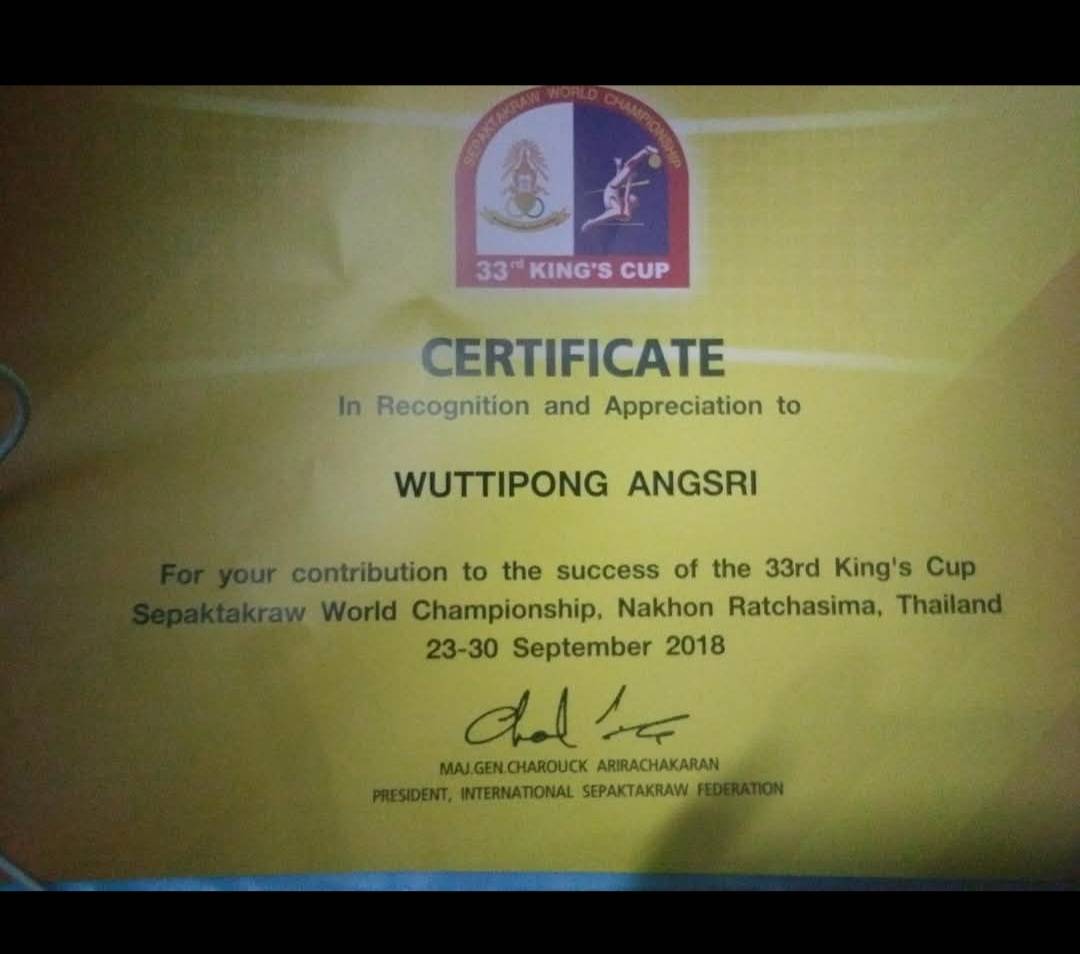 SEPAKTAKRAW WORLD CHAMPIONSHIP
33rd KING'S CUP
CERTIFICATE
In Recognition and Appreciation to
WUTTIPONG ANGSRI
For your contribution to the success of the 33rd King's Cup
Sepaktakraw World Championship, Nakhon Ratchasima, Thailand
23-30 September 2018
MAJ.GEN.CHAROUCK ARIRACHAKARAN
PRESIDENT, INTERNATIONAL SEPAKTAKRAW FEDERATION